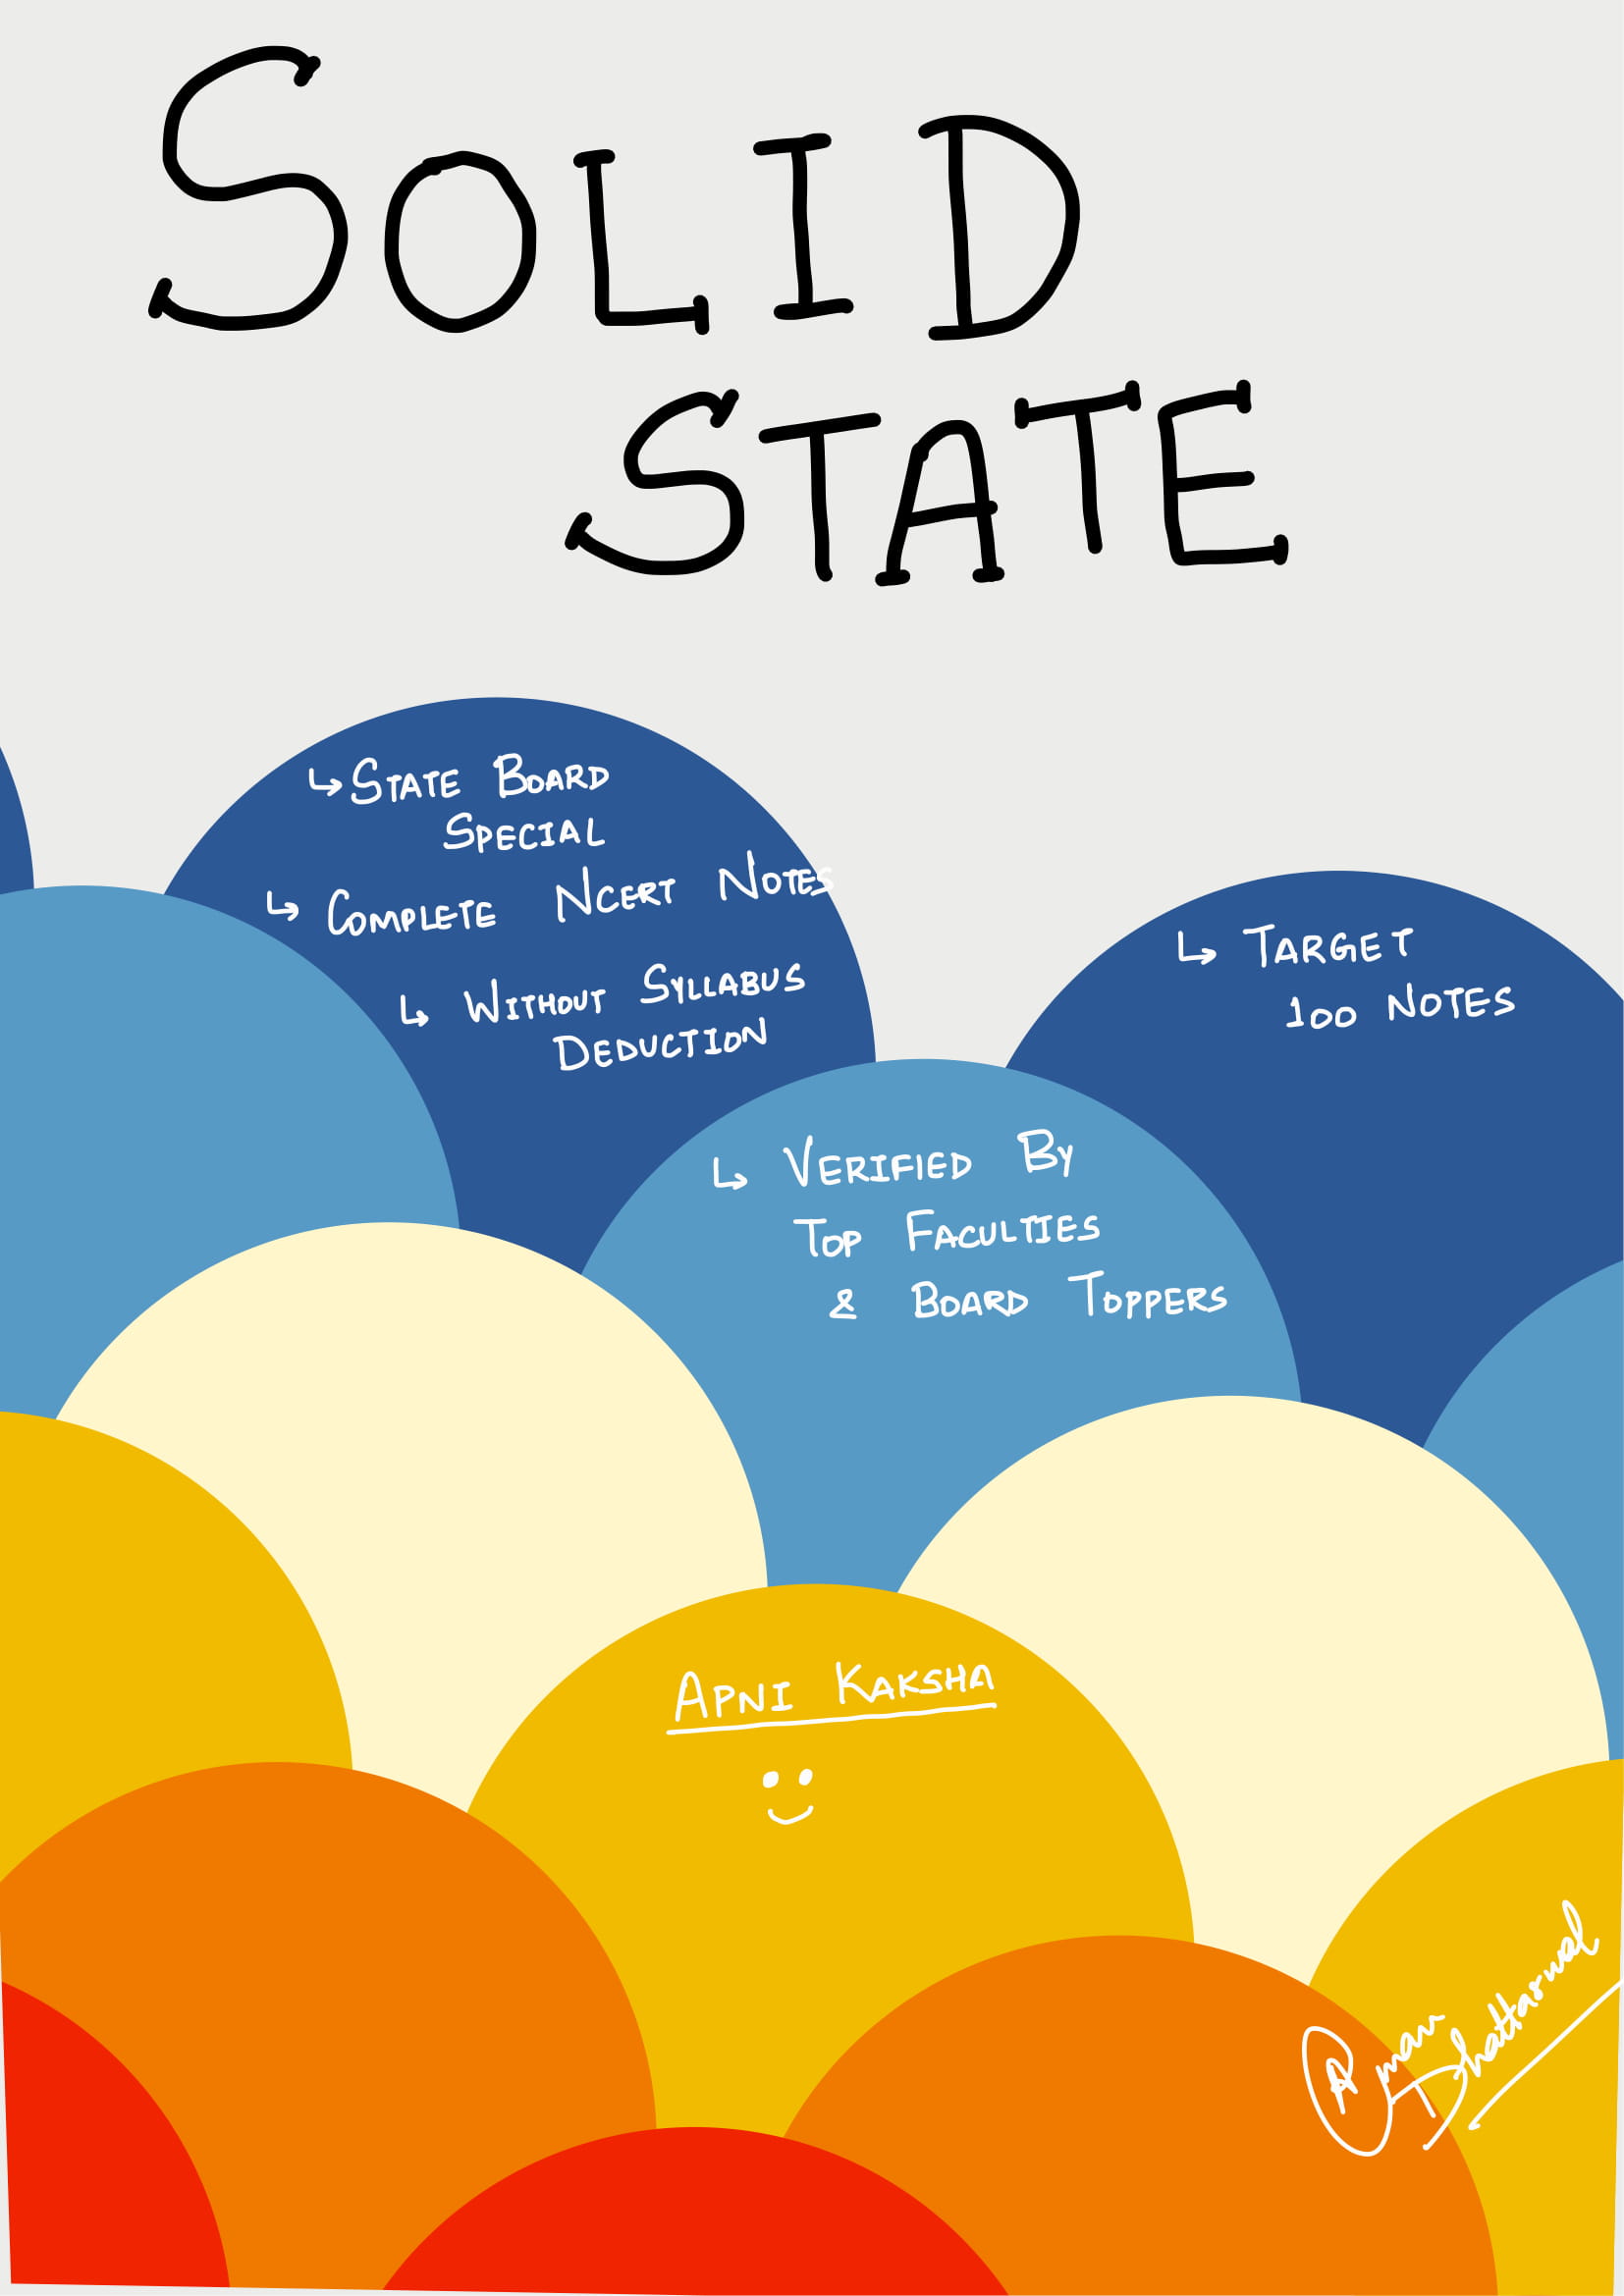 SOLID
STATE
↳ STATE BOARD
SPECIAL
↳ COMPLETE NCERT NOTES
↳ WITHOUT SYLLABUS
DEDUCTION
↳ TARGET
100 NOTES
↳ VERIFIED BY
TOP FACULTIES
& BOARD TOPPERS
APNI KAKSHA
Aman Dhattarwal